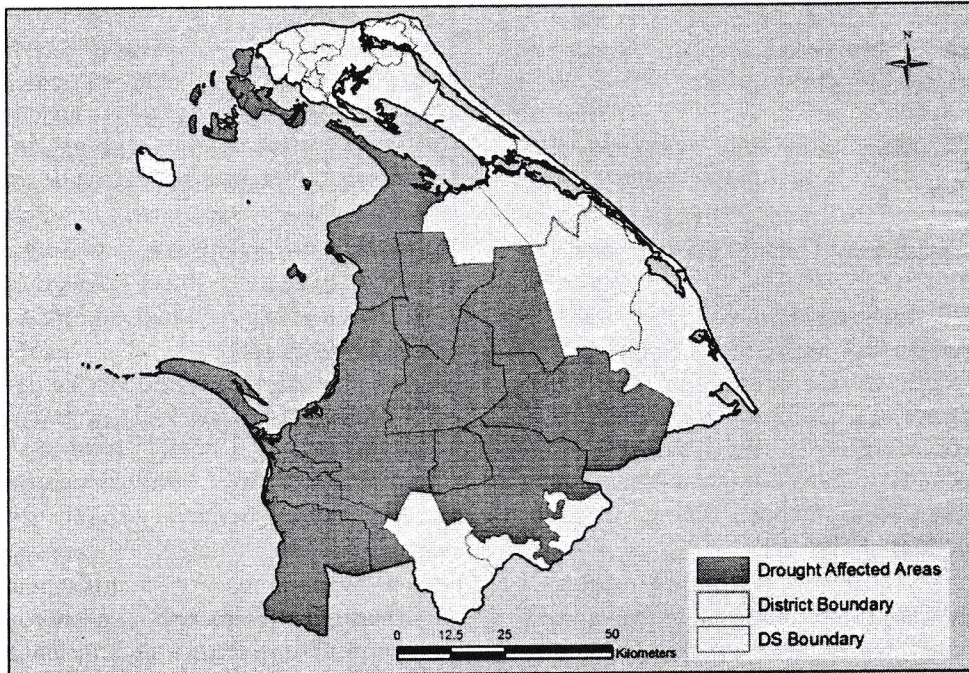 N
Drought Affected Areas
District Boundary
DS Boundary
0 12.5 25 50
Kilometers